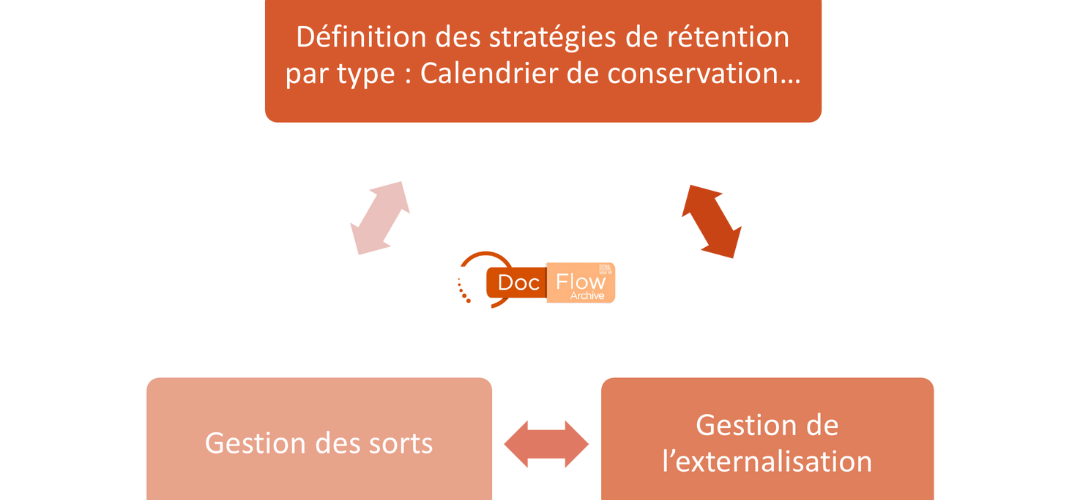 Définition des stratégies de rétention
par type : Calendrier de conservation...
Doc Flow
Archive
Gestion des sorts
Gestion de
l’externalisation